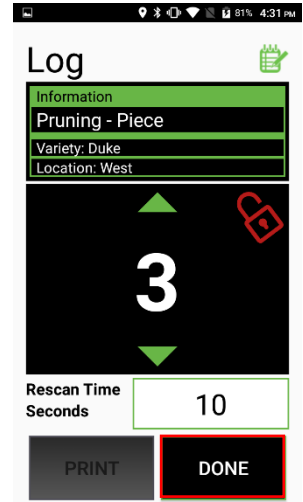 81% 4:31 PM
Log
Information
Pruning - Piece
Variety: Duke
Location: West
3
Rescan Time
Seconds
10
PRINT
DONE